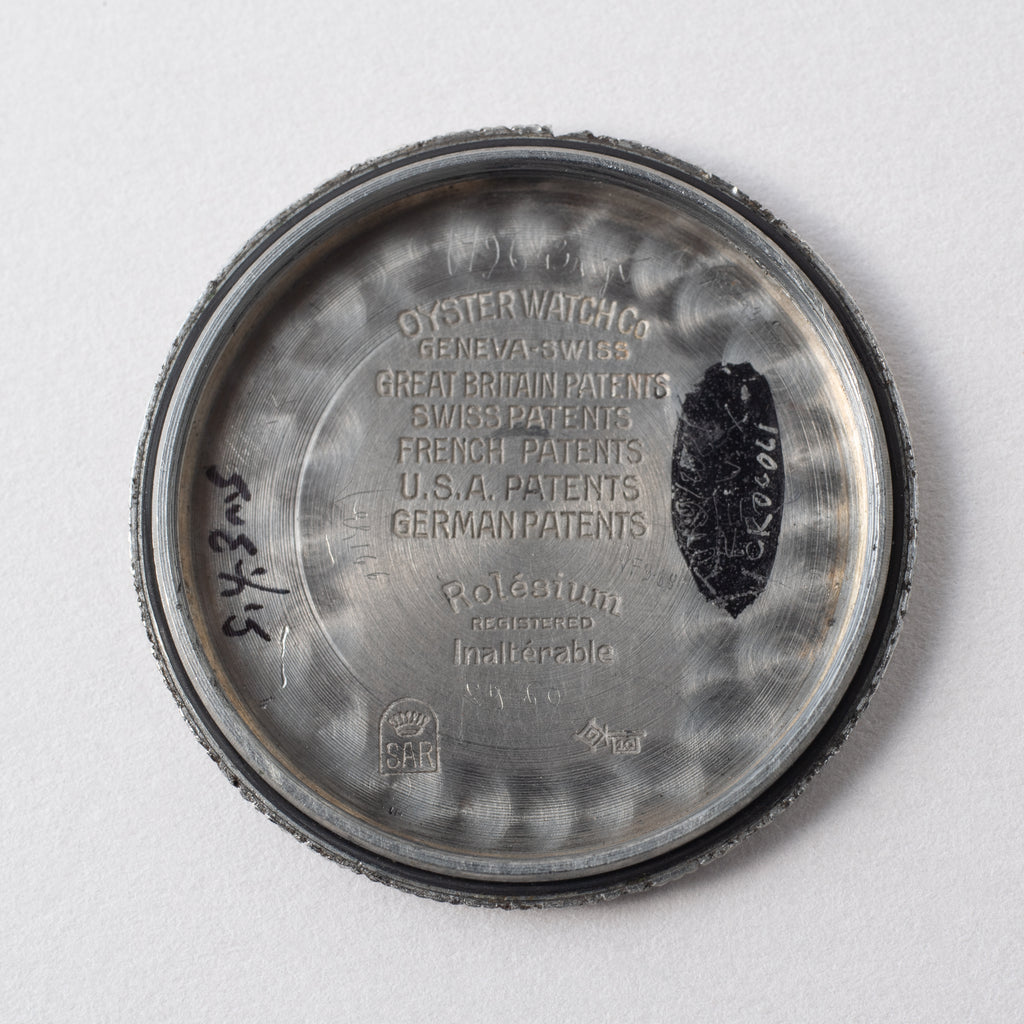 OYSTER WATCH Co
GENEVA-SWISS
GREAT BRITAIN PATENTS
SWISS PATENTS
FRENCH PATENTS
U.S.A. PATENTS
GERMAN PATENTS
Rolésium
REGISTERED
Inaltérable
SAR